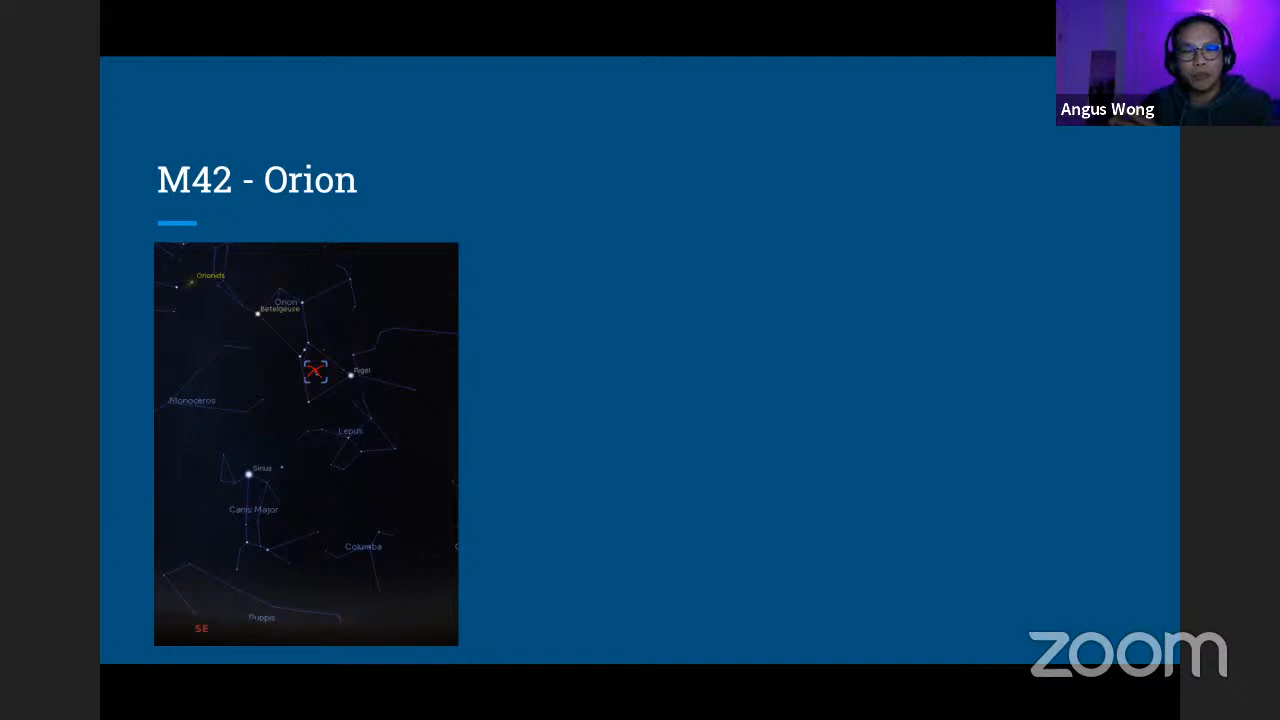 Angus Wong
M42 - Orion
Orionids
Orion
Betelgeuse
Rigel
Monoceros
Lepus
Sirius
Canis Major
Columba
Puppis
SE
zoom